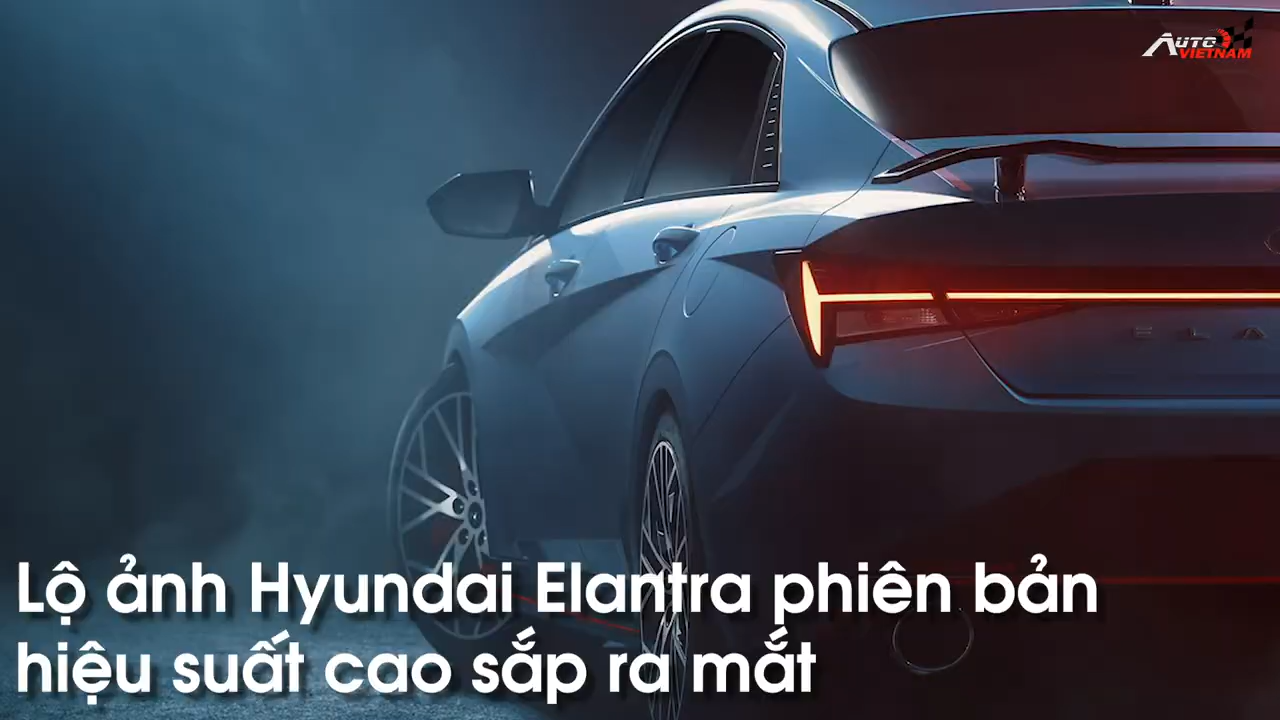 AUTO
VIETNAM
E L A
Lộ ảnh Hyundai Elantra phiên bản
hiệu suất cao sắp ra mắt